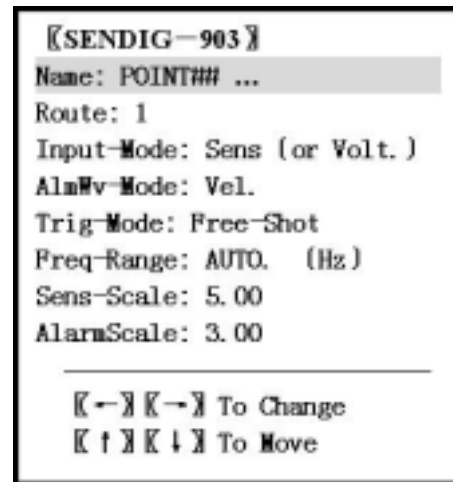 〖SENDIG－903〗
Name: POINT## ...
Route: 1
Input-Mode: Sens (or Volt.)
AlmWv-Mode: Vel.
Trig-Mode: Free-Shot
Freq-Range: AUTO. (Hz)
Sens-Scale: 5.00
AlarmScale: 3.00
〖←〗〖→〗 To Change
〖↑〗〖↓〗 To Move